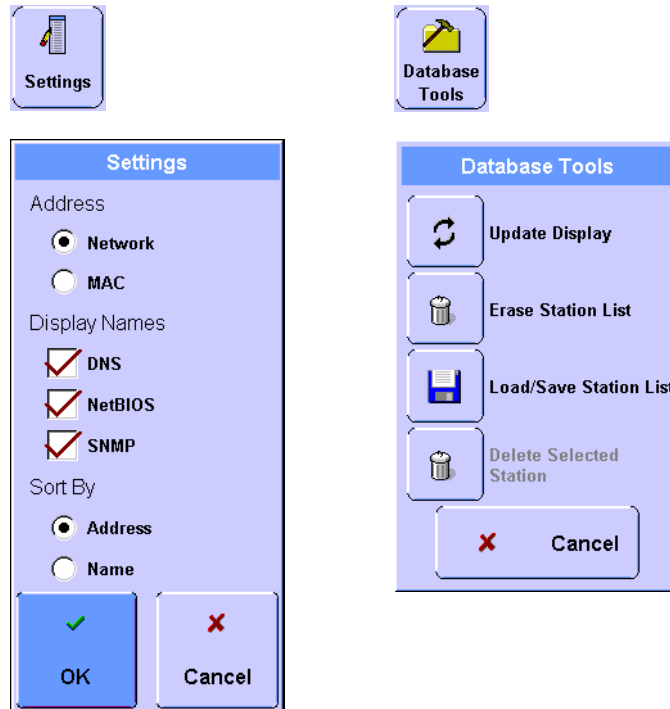 Settings
Database
Tools
Settings
Address
Network
MAC
Display Names
DNS
NetBIOS
SNMP
Sort By
Address
Name
OK
Cancel
Database Tools
Update Display
Erase Station List
Load/Save Station List
Delete Selected
Station
Cancel